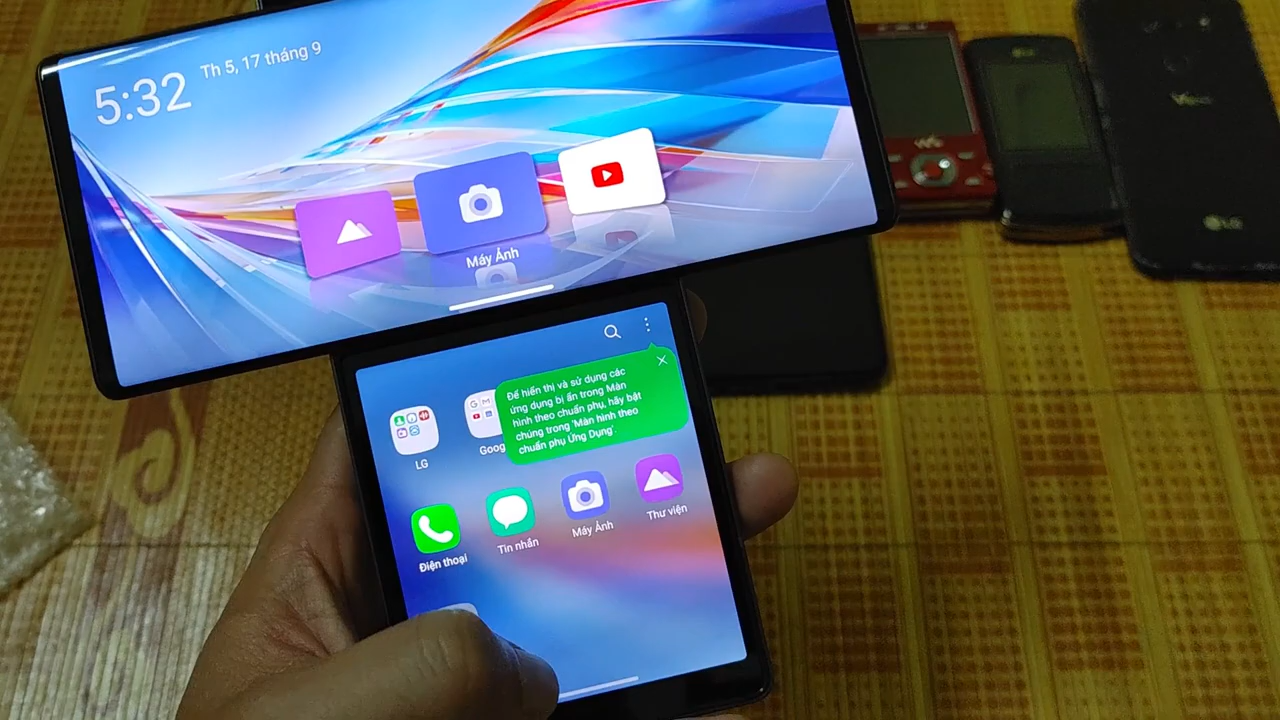 5:32
Th 5, 17 tháng 9
Máy Ảnh
Để hiển thị và sử dụng các
ứng dụng bị ẩn trong Màn
hình theo chuẩn phụ, hãy bật
chúng trong 'Màn hình theo
chuẩn phụ Ứng Dụng'.
LG
Goog
Điện thoại
Tin nhắn
Máy Ảnh
Thư viện
LG
LG